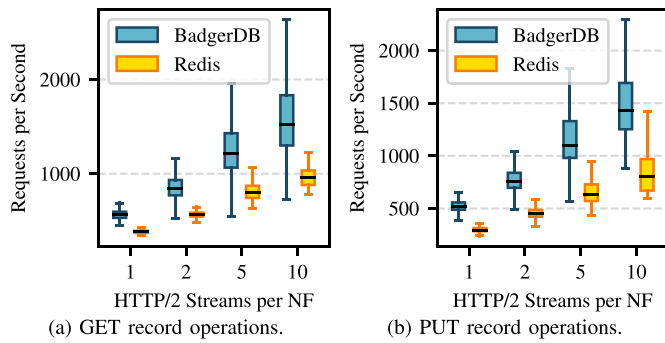 Requests per Second
2000
1000
BadgerDB
Redis
1 2 5 10
HTTP/2 Streams per NF
(a) GET record operations.
Requests per Second
2000
1500
1000
500
BadgerDB
Redis
1 2 5 10
HTTP/2 Streams per NF
(b) PUT record operations.